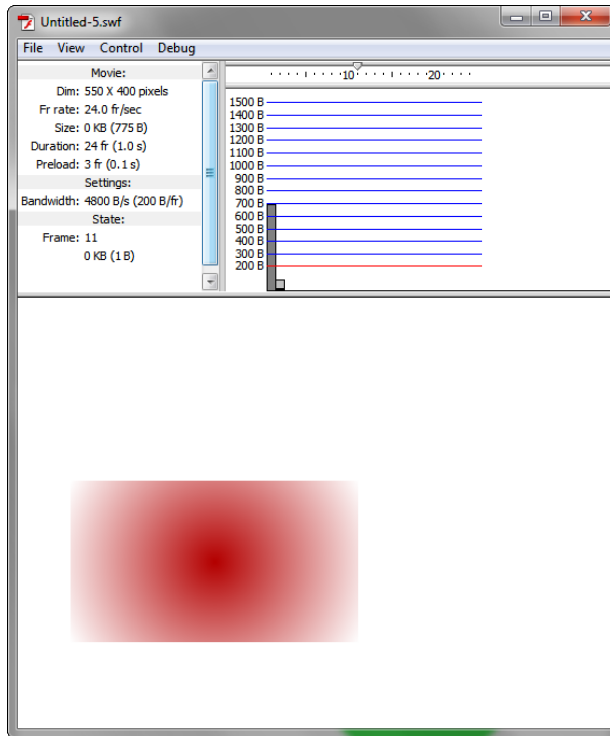 Untitled-5.swf
File View Control Debug
Movie:
Dim: 550 X 400 pixels
Fr rate: 24.0 fr/sec
Size: 0 KB (775 B)
Duration: 24 fr (1.0 s)
Preload: 3 fr (0.1 s)
Settings:
Bandwidth: 4800 B/s (200 B/fr)
State:
Frame: 11
0 KB (1 B)
10 20
1500 B
1400 B
1300 B
1200 B
1100 B
1000 B
900 B
800 B
700 B
600 B
500 B
400 B
300 B
200 B